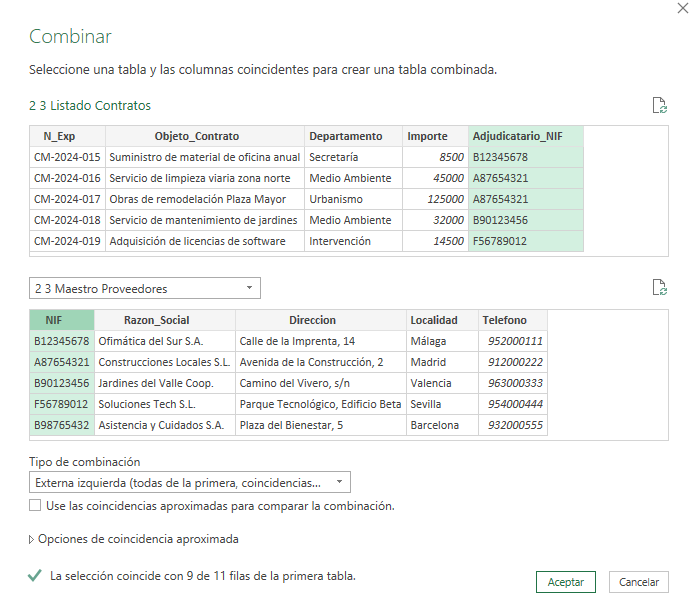 Combinar
Seleccione una tabla y las columnas coincidentes para crear una tabla combinada.
2 3 Listado Contratos
N_Exp Objeto_Contrato Departamento Importe Adjudicatario_NIF
CM-2024-015 Suministro de material de oficina anual Secretaría 8500 B12345678
CM-2024-016 Servicio de limpieza viaria zona norte Medio Ambiente 45000 A87654321
CM-2024-017 Obras de remodelación Plaza Mayor Urbanismo 125000 A87654321
CM-2024-018 Servicio de mantenimiento de jardines Medio Ambiente 32000 B90123456
CM-2024-019 Adquisición de licencias de software Intervención 14500 F56789012
2 3 Maestro Proveedores
NIF Razon_Social Direccion Localidad Telefono
B12345678 Ofimática del Sur S.A. Calle de la Imprenta, 14 Málaga 952000111
A87654321 Construcciones Locales S.L. Avenida de la Construcción, 2 Madrid 912000222
B90123456 Jardines del Valle Coop. Camino del Vivero, s/n Valencia 963000333
F56789012 Soluciones Tech S.L. Parque Tecnológico, Edificio Beta Sevilla 954000444
B98765432 Asistencia y Cuidados S.A. Plaza del Bienestar, 5 Barcelona 932000555
Tipo de combinación
Externa izquierda (todas de la primera, coincidencias...
Use las coincidencias aproximadas para comparar la combinación.
Opciones de coincidencia aproximada
La selección coincide con 9 de 11 filas de la primera tabla.
Aceptar Cancelar